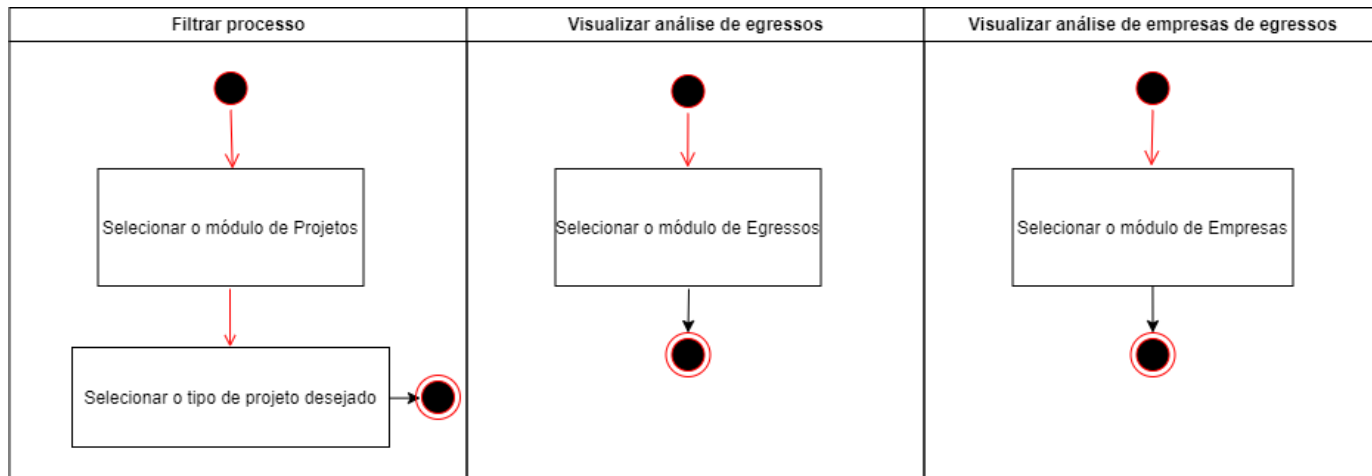 Filtrar processo
Visualizar análise de egressos
Visualizar análise de empresas de egressos
Selecionar o módulo de Projetos
Selecionar o módulo de Egressos
Selecionar o módulo de Empresas
Selecionar o tipo de projeto desejado